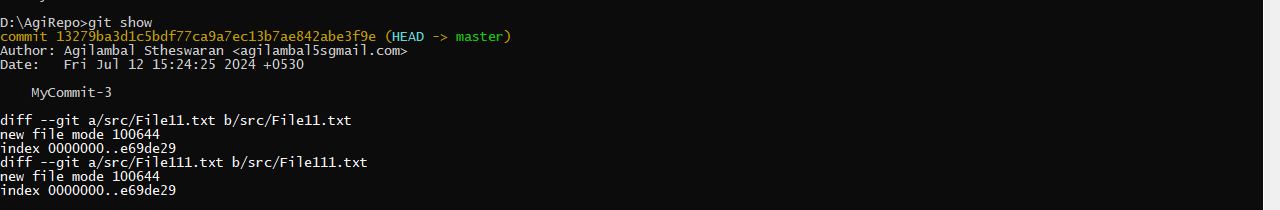 D:\AgiRepo>git show
commit 13279ba3d1c5bdf77ca9a7ec13b7ae842abe3f9e (HEAD -> master)
Author: Agilambal Stheswaran <agilambal5sgmail.com>
Date:   Fri Jul 12 15:24:25 2024 +0530
MyCommit-3
diff --git a/src/File11.txt b/src/File11.txt
new file mode 100644
index 0000000..e69de29
diff --git a/src/File111.txt b/src/File111.txt
new file mode 100644
index 0000000..e69de29